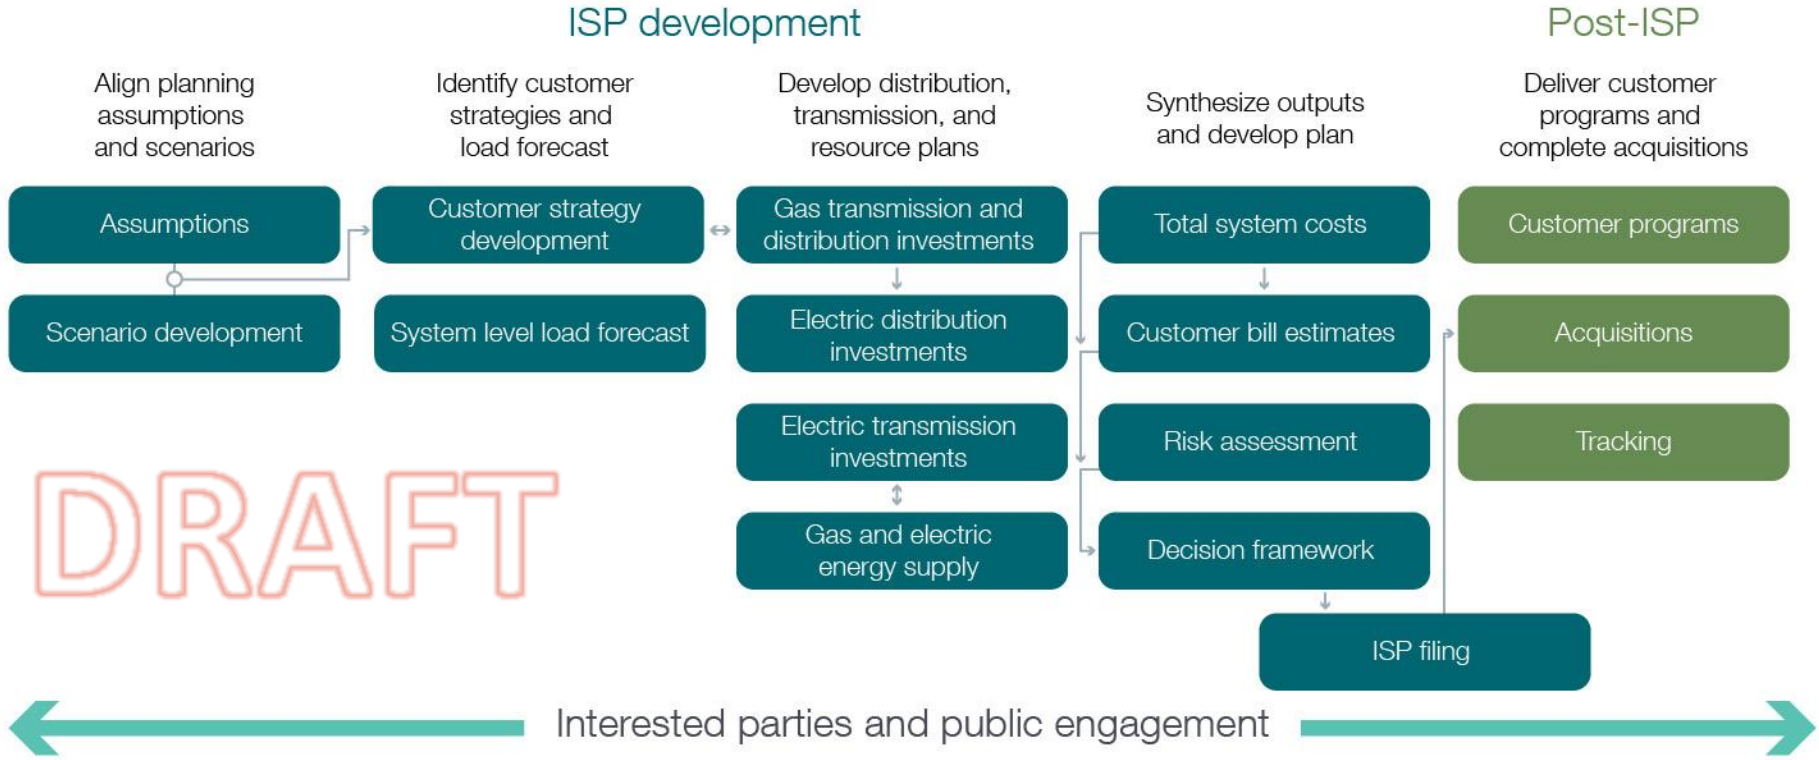 ISP development
Post-ISP
Align planning
assumptions
and scenarios
Identify customer
strategies and
load forecast
Develop distribution,
transmission, and
resource plans
Synthesize outputs
and develop plan
Deliver customer
programs and
complete acquisitions
Assumptions
Scenario development
Customer strategy
development
System level load forecast
Gas transmission and
distribution investments
Electric distribution
investments
Electric transmission
investments
Gas and electric
energy supply
Total system costs
Customer bill estimates
Risk assessment
Decision framework
ISP filing
Customer programs
Acquisitions
Tracking
DRAFT
Interested parties and public engagement